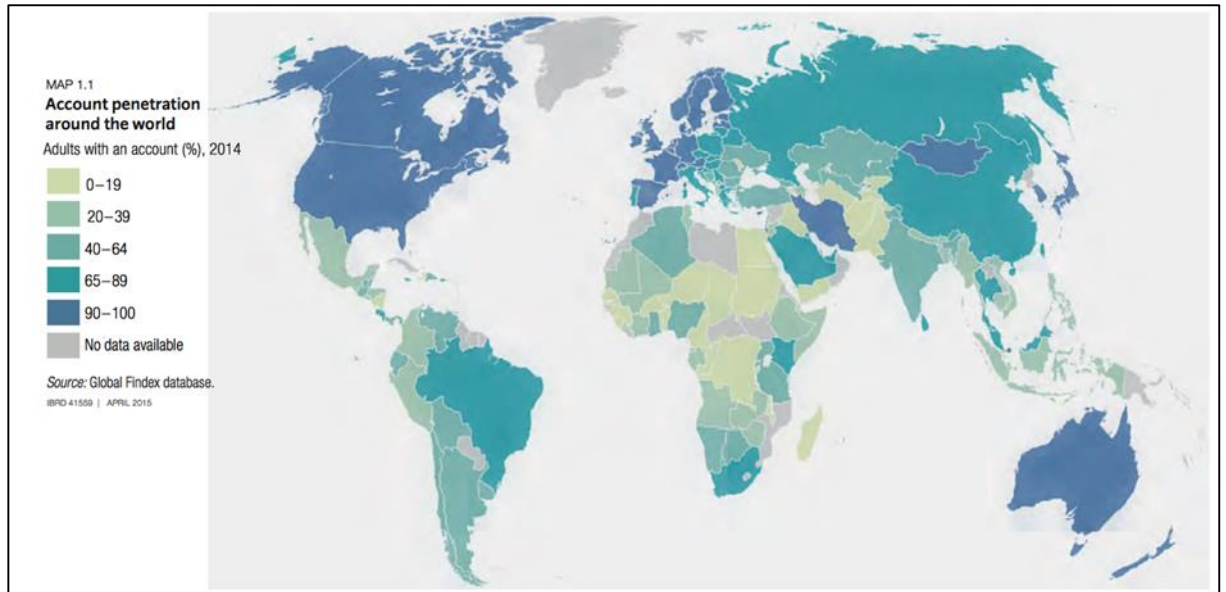 MAP 1.1
Account penetration
around the world
Adults with an account (%), 2014
0–19
20–39
40–64
65–89
90–100
No data available
Source: Global Findex database.
IBRD 41559 | APRIL 2015